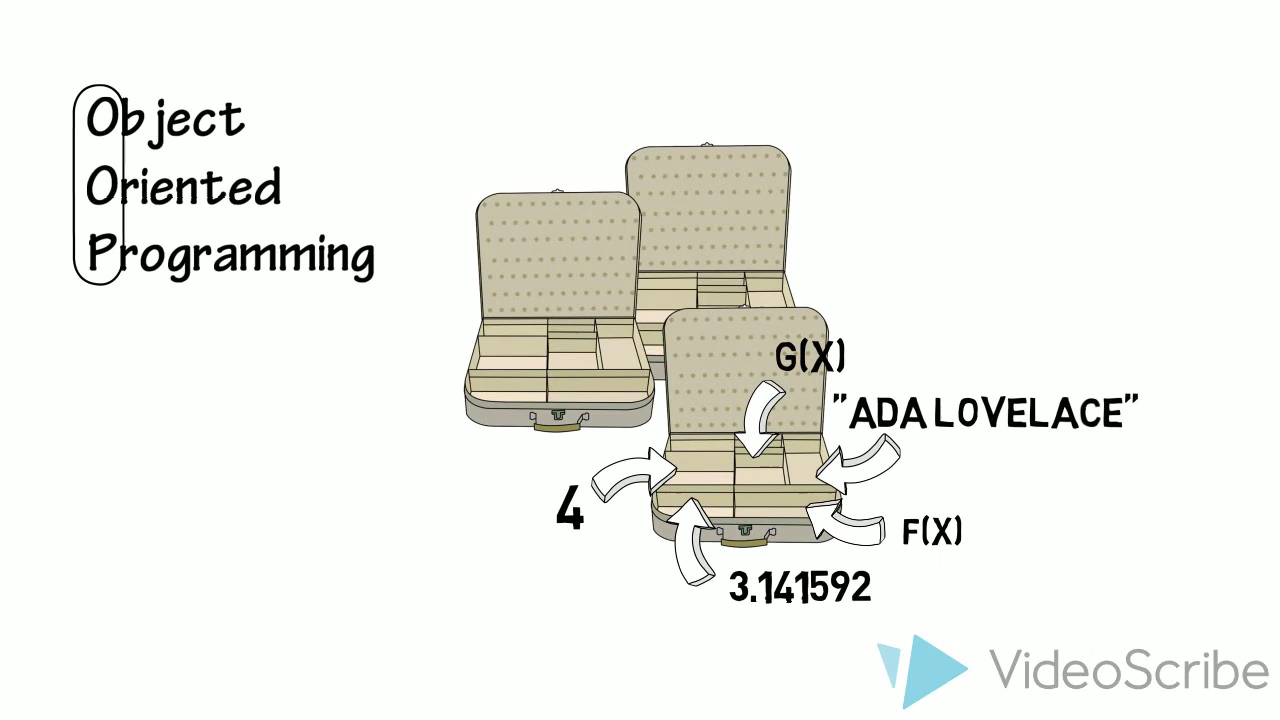 Object
Oriented
Programming
G(X)
"ADA LOVELACE"
4
F(X)
3.141592
VideoScribe